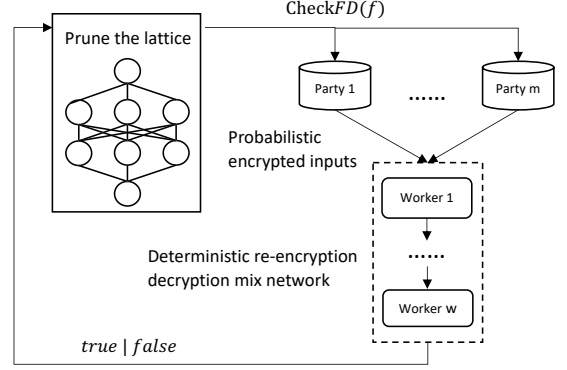 CheckFD(f)
Prune the lattice
Party 1
......
Party m
Probabilistic
encrypted inputs
Worker 1
......
Deterministic re-encryption
decryption mix network
Worker w
true | false